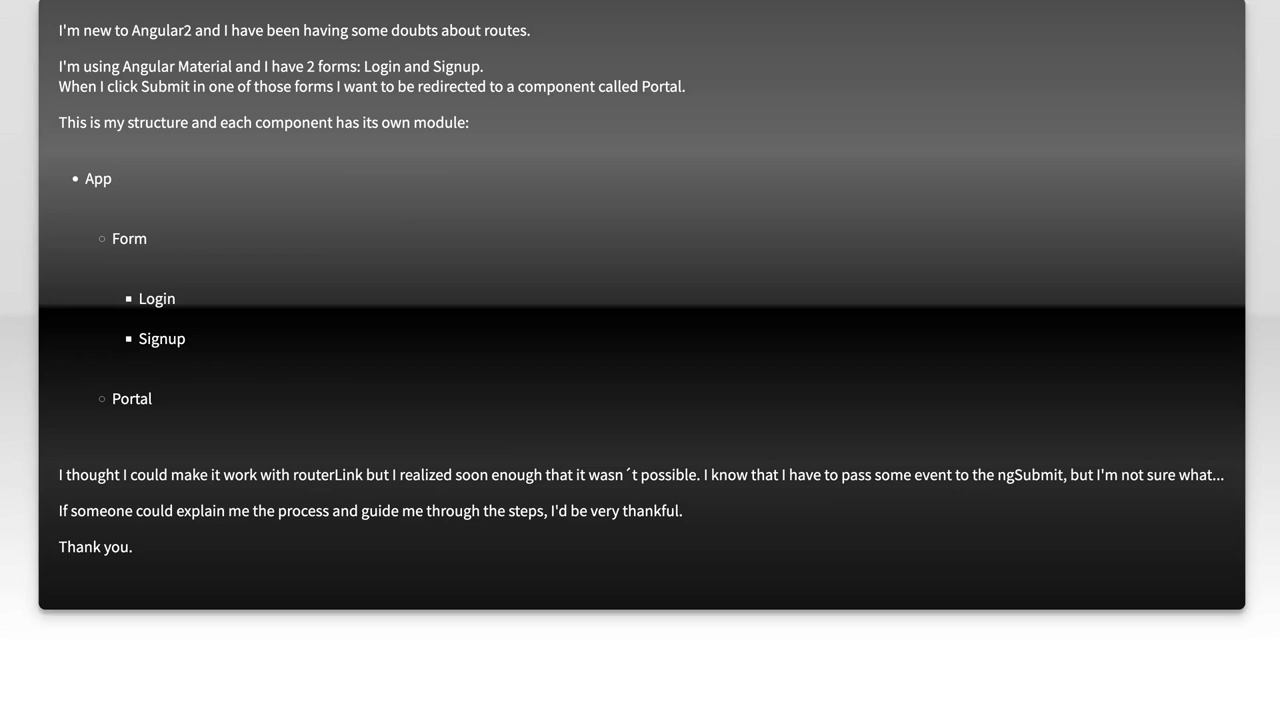 I'm new to Angular2 and I have been having some doubts about routes.
I'm using Angular Material and I have 2 forms: Login and Signup.
When I click Submit in one of those forms I want to be redirected to a component called Portal.
This is my structure and each component has its own module:
App
Form
Login
Signup
Portal
I thought I could make it work with routerLink but I realized soon enough that it wasn´t possible. I know that I have to pass some event to the ngSubmit, but I'm not sure what...
If someone could explain me the process and guide me through the steps, I'd be very thankful.
Thank you.